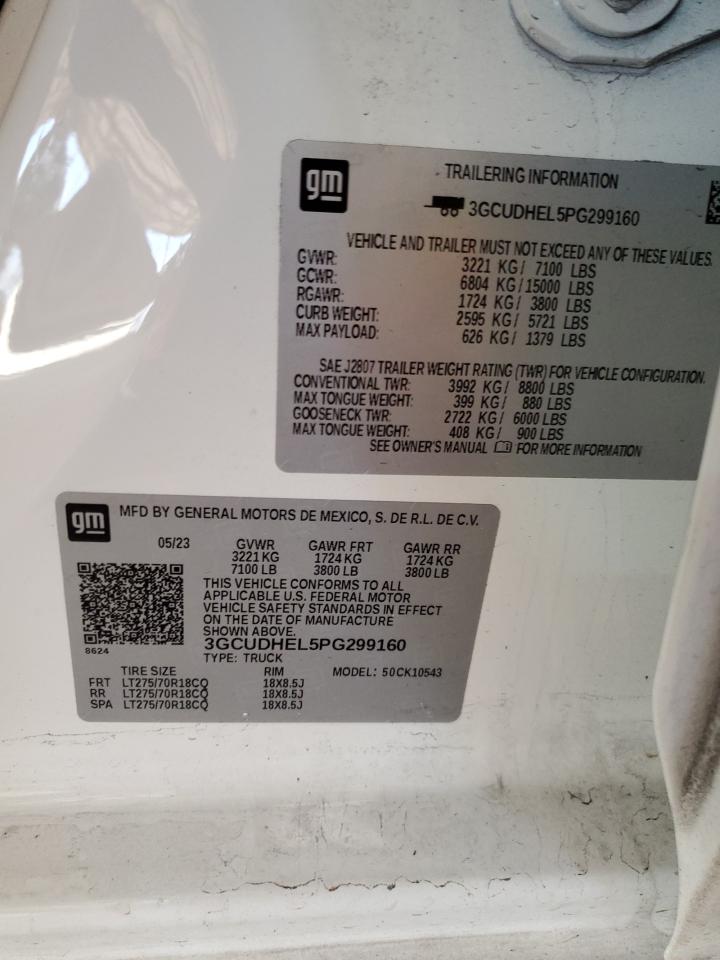 gm
TRAILERING INFORMATION
3GCUDHEL5PG299160
VEHICLE AND TRAILER MUST NOT EXCEED ANY OF THESE VALUES.
GVWR: 3221 KG/ 7100 LBS
GCWR: 6804 KG/15000 LBS
RGAWR: 1724 KG/ 3800 LBS
CURB WEIGHT: 2595 KG/ 5721 LBS
MAX PAYLOAD: 626 KG/ 1379 LBS
SAE J2807 TRAILER WEIGHT RATING (TWR) FOR VEHICLE CONFIGURATION.
CONVENTIONAL TWR: 3992 KG/ 8800 LBS
MAX TONGUE WEIGHT: 399 KG/ 880 LBS
GOOSENECK TWR: 2722 KG/ 6000 LBS
MAX TONGUE WEIGHT: 408 KG/ 900 LBS
SEE OWNER'S MANUAL FOR MORE INFORMATION
gm
MFD BY GENERAL MOTORS DE MEXICO, S. DE R.L. DE C.V.
05/23 GVWR GAWR FRT GAWR RR
3221 KG 1724 KG 1724 KG
7100 LB 3800 LB 3800 LB
THIS VEHICLE CONFORMS TO ALL
APPLICABLE U.S. FEDERAL MOTOR
VEHICLE SAFETY STANDARDS IN EFFECT
ON THE DATE OF MANUFACTURE
SHOWN ABOVE.
3GCUDHEL5PG299160
8624
TYPE: TRUCK
TIRE SIZE RIM MODEL: 50CK10543
FRT LT275/70R18CQ 18X8.5J
RR LT275/70R18CQ 18X8.5J
SPA LT275/70R18CQ 18X8.5J